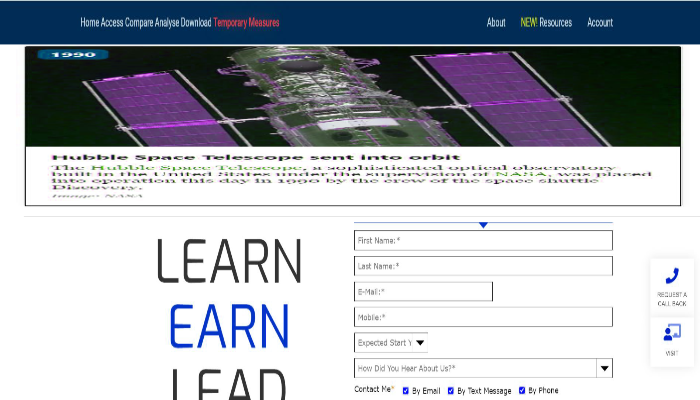 Home Access Compare Analyse Download Temporary Measures
About NEW! Resources Account
1990
Hubble Space Telescope sent into orbit
The Hubble Space Telescope, a sophisticated optical observatory
built in the United States under the supervision of NASA, was placed
into operation this day in 1990 by the crew of the space shuttle
Discovery.
Image: NASA
LEARN
EARN
LEAD
First Name:*
Last Name:*
E-Mail:*
Mobile:*
Expected Start Y
How Did You Hear About Us?*
Contact Me* By Email By Text Message By Phone
REQUEST A
CALL BACK
VISIT